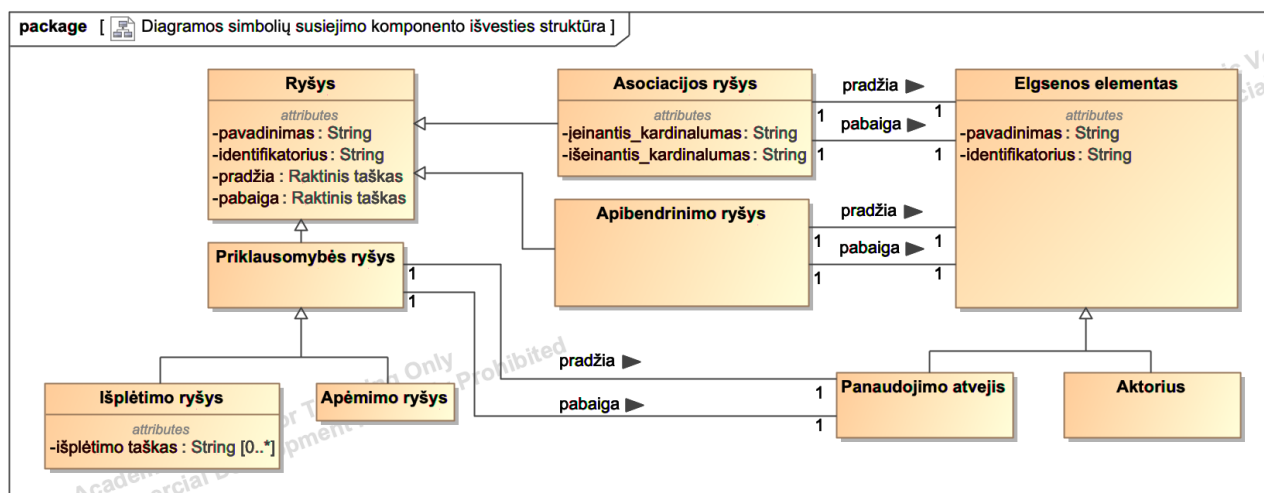 package [ Diagramos simbolių susiejimo komponento išvesties struktūra ]
Ryšys
attributes
-pavadinimas : String
-identifikatorius : String
-pradžia : Raktinis taškas
-pabaiga : Raktinis taškas
Asociacijos ryšys
attributes
-įeinantis_kardinalumas : String
-išeinantis_kardinalumas : String
pradžia
1
1
pabaiga
1
1
Elgsenos elementas
attributes
-pavadinimas : String
-identifikatorius : String
Apibendrinimo ryšys
pradžia
1
1
pabaiga
1
1
Priklausomybės ryšys
1
1
pradžia
1
pabaiga
1
Išplėtimo ryšys
attributes
-išplėtimo taškas : String [0..*]
Apėmimo ryšys
Panaudojimo atvejis
Aktorius